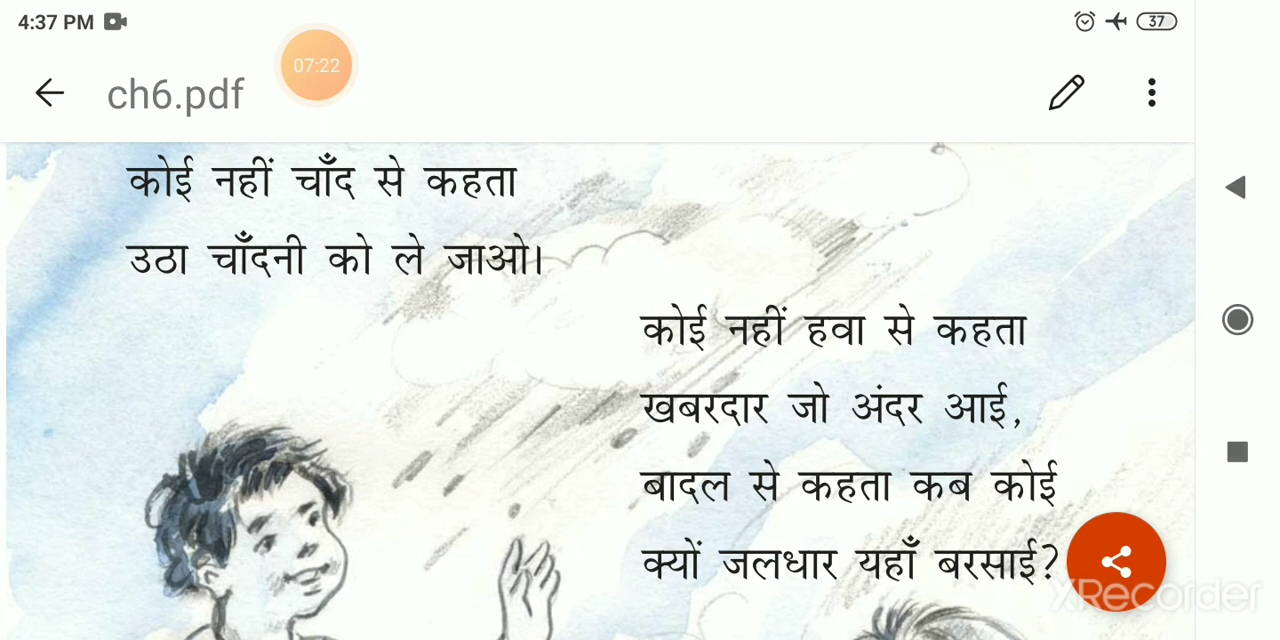 4:37 PM
37
07:22
ch6.pdf
कोई नहीं चाँद से कहता
उठा चाँदनी को ले जाओ।
कोई नहीं हवा से कहता
खबरदार जो अंदर आई,
बादल से कहता कब कोई
क्यों जलधार यहाँ बरसाई?
XRecorder